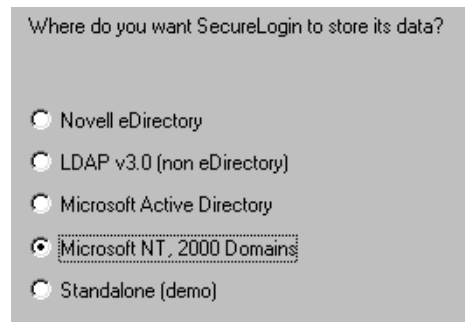 Where do you want SecureLogin to store its data?
Novell eDirectory
LDAP v3.0 (non eDirectory)
Microsoft Active Directory
Microsoft NT, 2000 Domains
Standalone (demo)